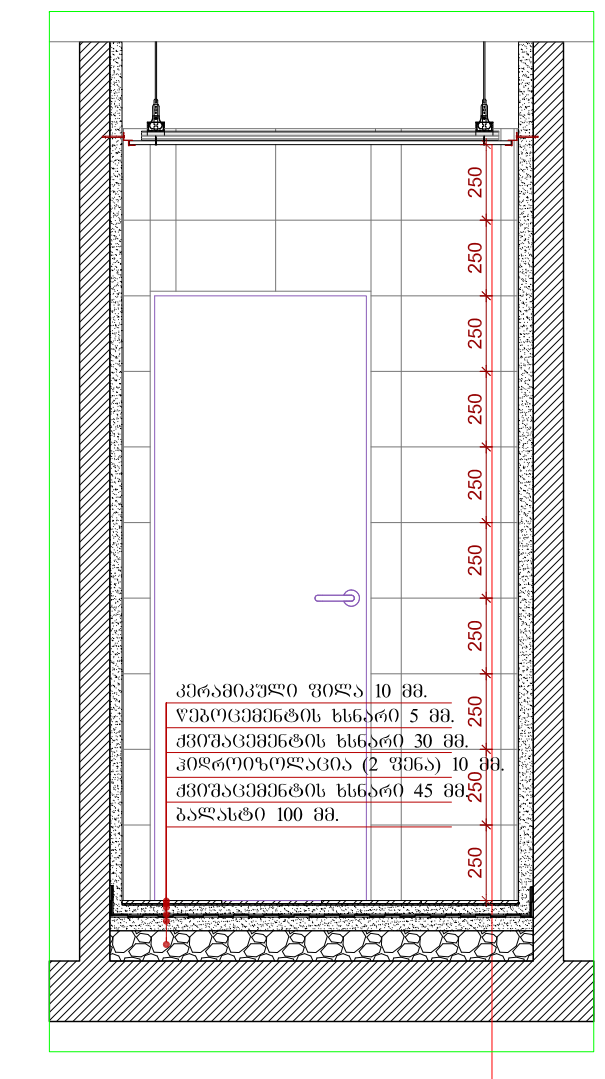 250
250
250
250
250
250
250
კერამიკული ფილა 10 მმ.
წებოცემენტის ხსნარი 5 მმ.
250
ქვიშაცემენტის ხსნარი 30 მმ.
ჰიდროიზოლაცია (2 ფენა) 10 მმ.
ქვიშაცემენტის ხსნარი 45 მმ.
250
ბალასტი 100 მმ.
250